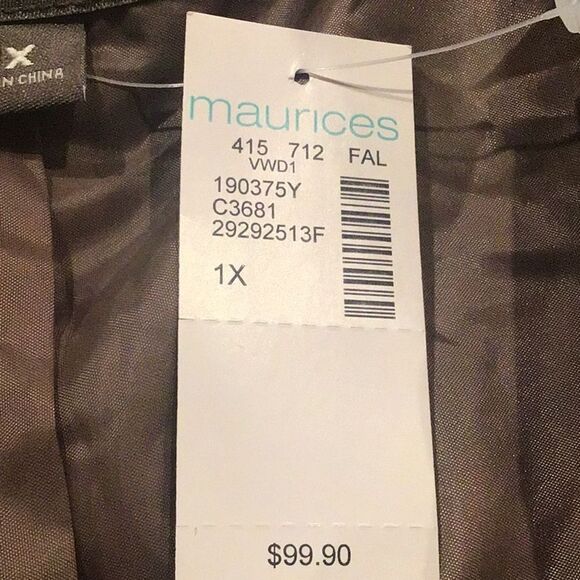 X
N CHINA
maurices
415 712 FAL
VWD1
190375Y
C3681
29292513F
1X
$99.90